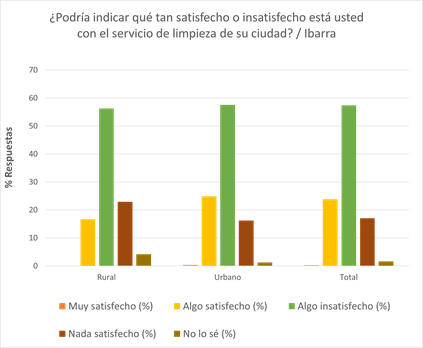 ¿Podría indicar qué tan satisfecho o insatisfecho está usted
con el servicio de limpieza de su ciudad? / Ibarra
70
60
50
40
30
20
10
0
% Respuestas
Rural
Urbano
Total
Muy satisfecho (%)
Algo satisfecho (%)
Algo insatisfecho (%)
Nada satisfecho (%)
No lo sé (%)